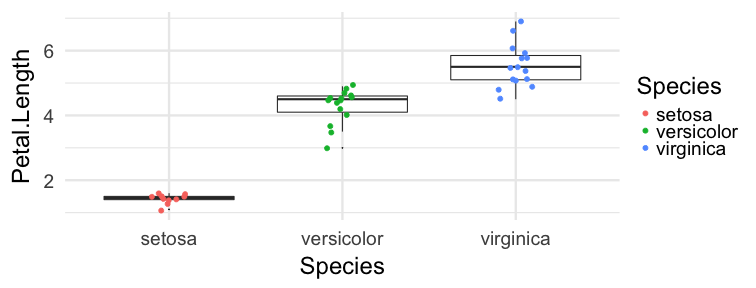 Petal.Length
6
4
2
setosa
versicolor
virginica
Species
Species
setosa
versicolor
virginica